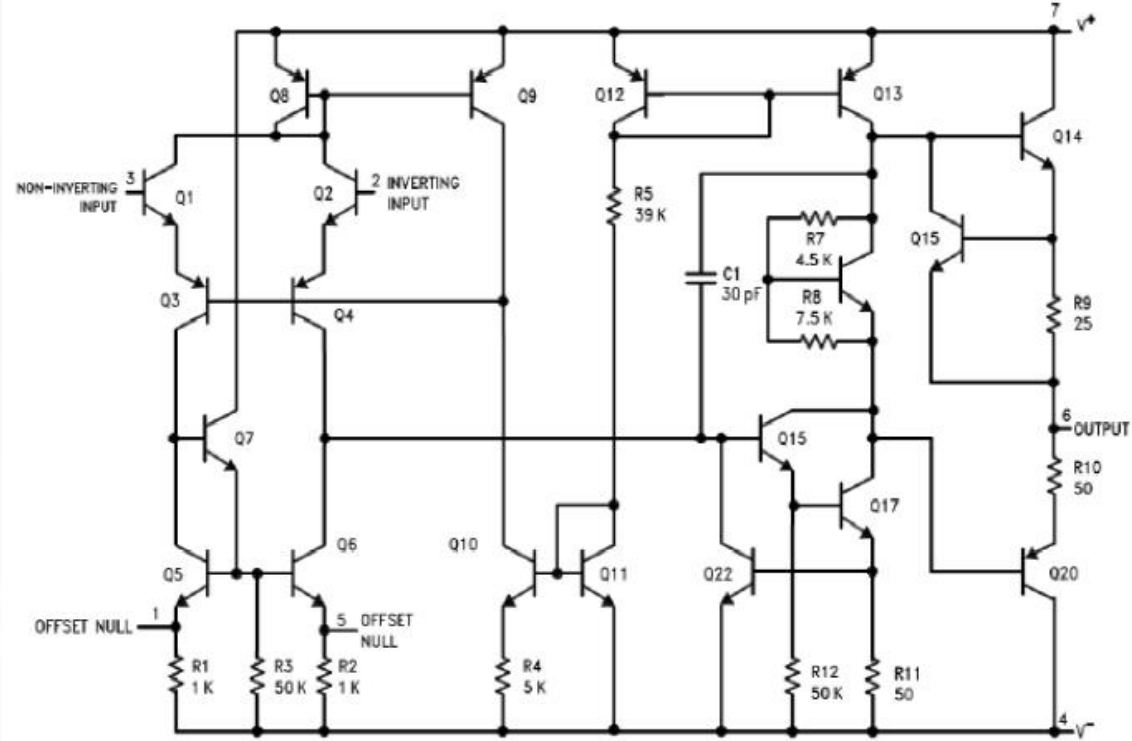 7
V+
Q8
Q9
Q12
Q13
Q14
NON-INVERTING
INPUT
3
Q1
Q2
2 INVERTING
INPUT
R5
39 K
Q15
R7
4.5 K
C1
30 pF
R8
7.5 K
Q3
Q4
R9
25
Q7
Q15
6
OUTPUT
R10
50
Q17
Q5
Q6
Q10
Q11
Q22
Q20
OFFSET NULL
1
5 OFFSET
NULL
R1
1 K
R3
50 K
R2
1 K
R4
5 K
R12
50 K
R11
50
4
V-